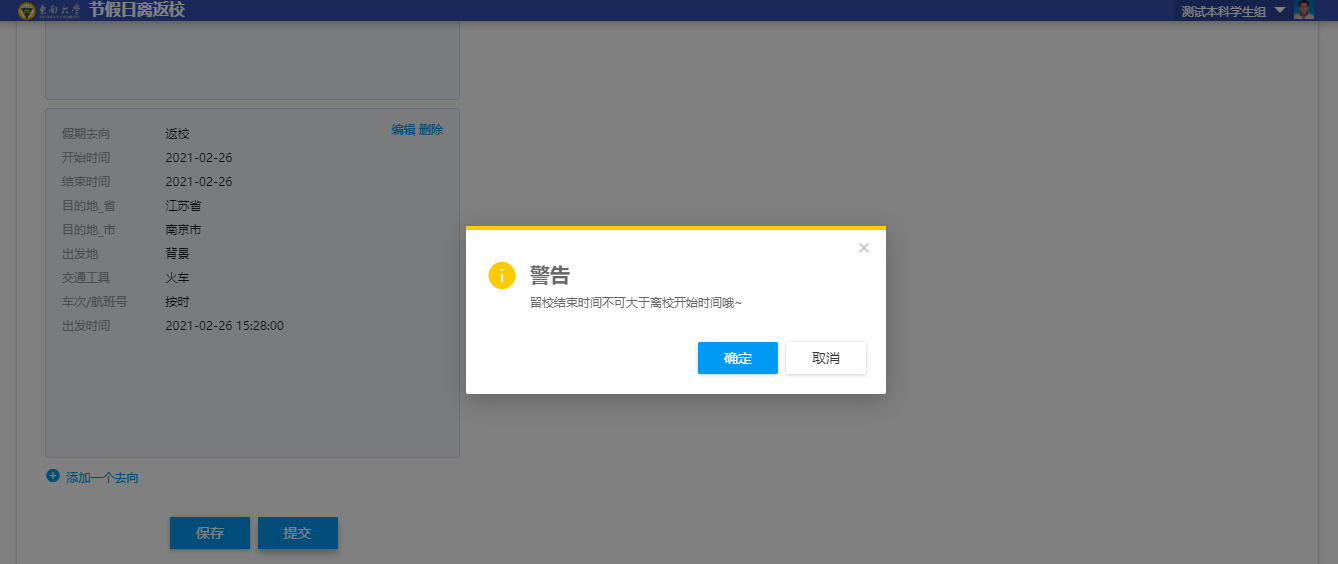 东南大学 节假日离返校
测试本科学生组
编辑 删除
假期去向 返校
开始时间 2021-02-26
结束时间 2021-02-26
目的地_省 江苏省
目的地_市 南京市
出发地 背景
交通工具 火车
车次/航班号 按时
出发时间 2021-02-26 15:28:00
警告
留校结束时间不可大于离校开始时间哦~
确定 取消
添加一个去向
保存 提交